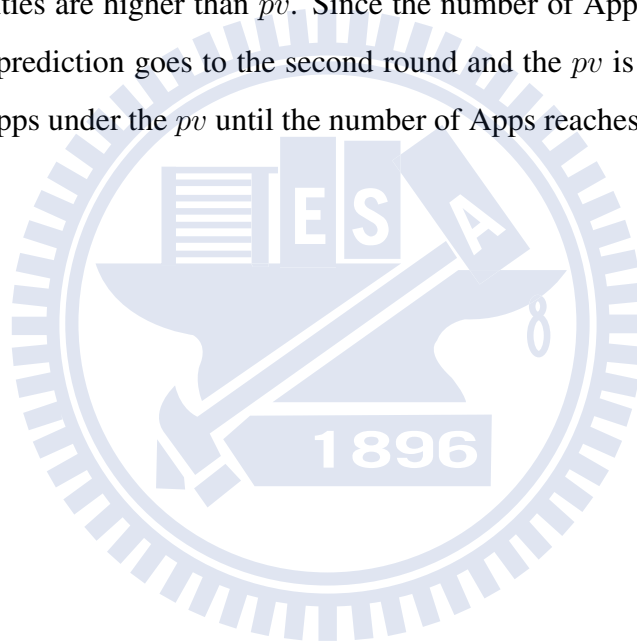 ties are higher than pv. Since the number of App
prediction goes to the second round and the pv is
pps under the pv until the number of Apps reaches
E S A
1896